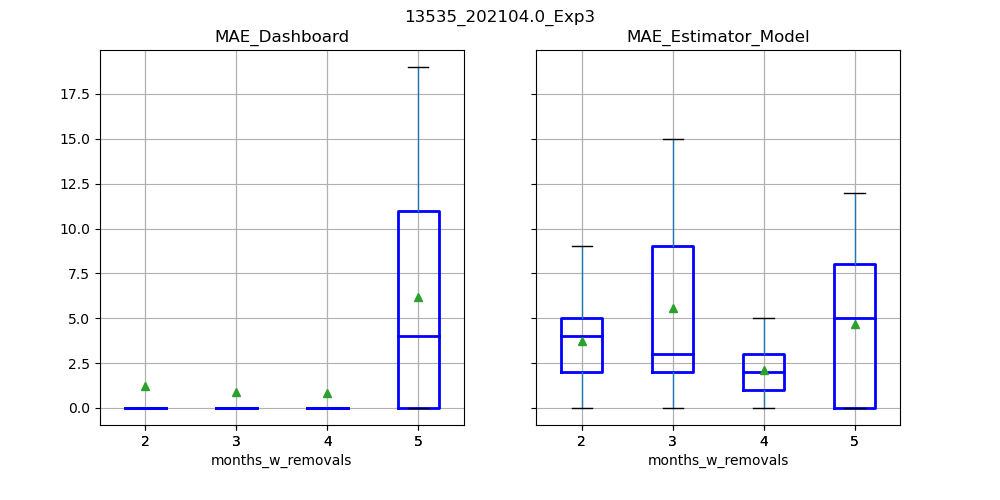 13535_202104.0_Exp3
MAE_Dashboard
MAE_Estimator_Model
17.5
15.0
12.5
10.0
7.5
5.0
2.5
0.0
2 3 4 5
2 3 4 5
months_w_removals
months_w_removals